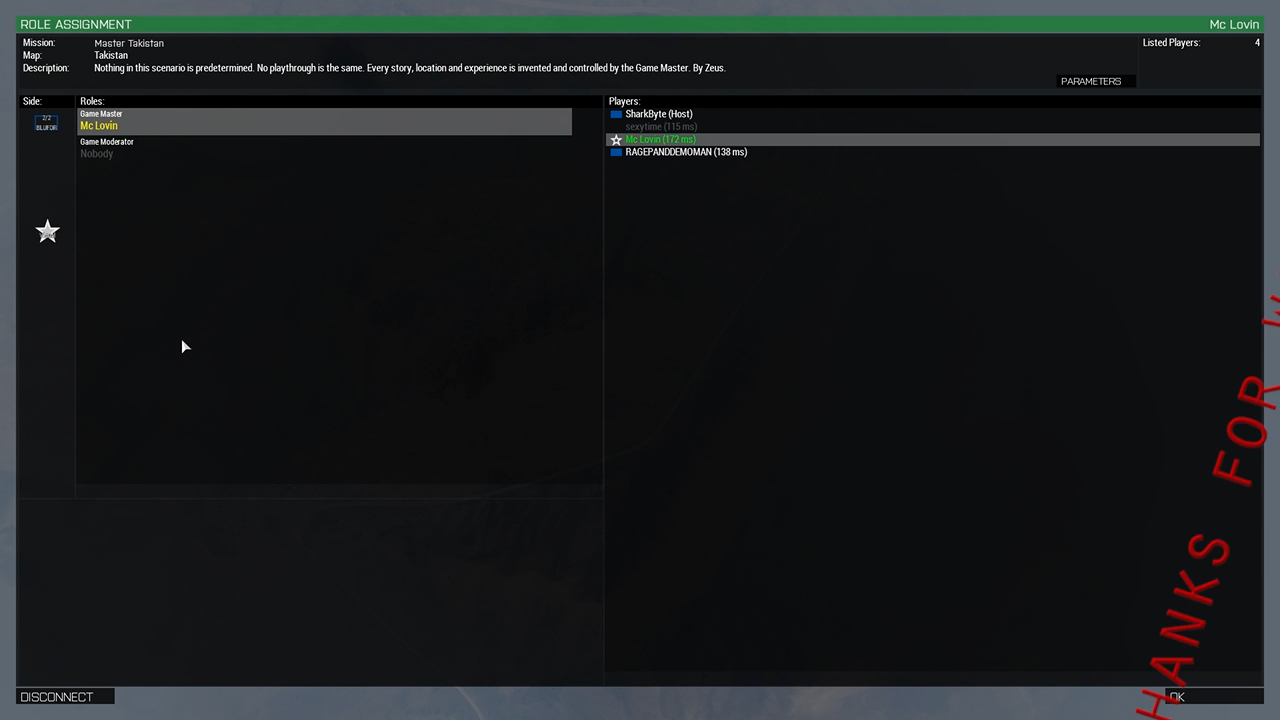 ROLE ASSIGNMENT
Mc Lovin
Mission: Master Takistan
Map: Takistan
Description: Nothing in this scenario is predetermined. No playthrough is the same. Every story, location and experience is invented and controlled by the Game Master. By Zeus.
Listed Players: 4
PARAMETERS
Side:
2/2
BLUFOR
Roles:
Game Master
Mc Lovin
Game Moderator
Nobody
Players:
SharkByte (Host)
sexytime (115 ms)
Mc Lovin (172 ms)
RAGEPANDDEMOMAN (138 ms)
HANKS FOR W
DISCONNECT
OK